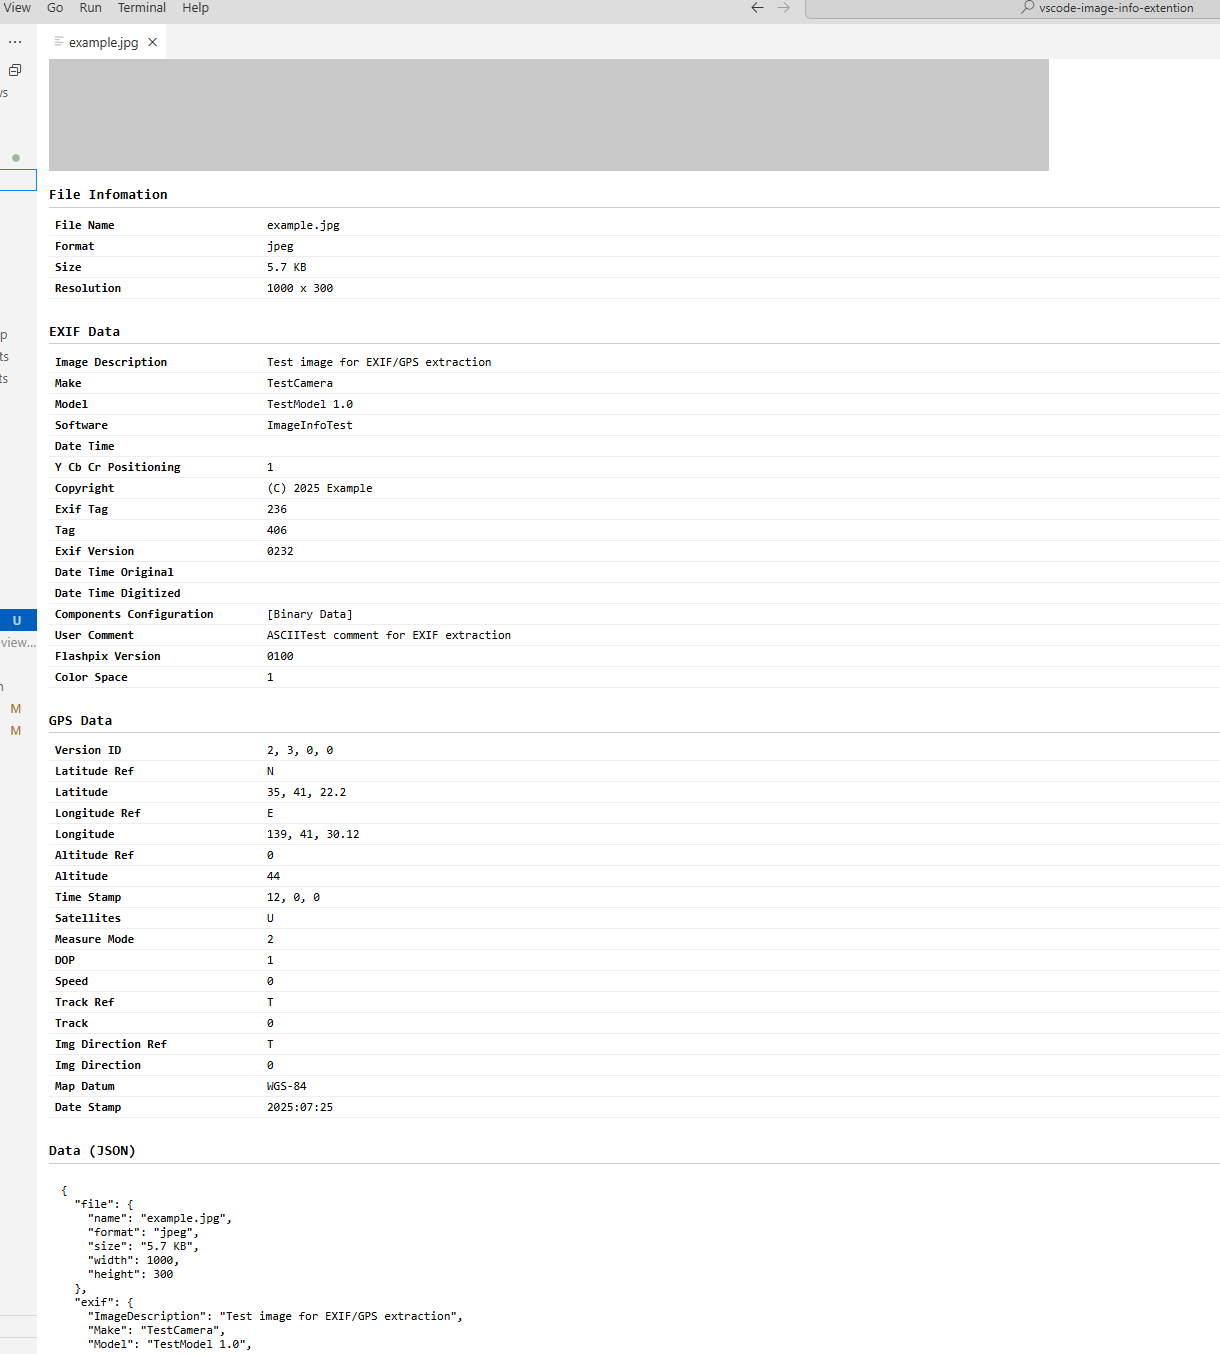 View Go Run Terminal Help
vscode-image-info-extention
example.jpg
File Infomation
File Name example.jpg
Format jpeg
Size 5.7 KB
Resolution 1000 x 300
EXIF Data
Image Description Test image for EXIF/GPS extraction
Make TestCamera
Model TestModel 1.0
Software ImageInfoTest
Date Time
Y Cb Cr Positioning 1
Copyright (C) 2025 Example
Exif Tag 236
Tag 406
Exif Version 0232
Date Time Original
Date Time Digitized
Components Configuration [Binary Data]
User Comment ASCIITest comment for EXIF extraction
Flashpix Version 0100
Color Space 1
GPS Data
Version ID 2, 3, 0, 0
Latitude Ref N
Latitude 35, 41, 22.2
Longitude Ref E
Longitude 139, 41, 30.12
Altitude Ref 0
Altitude 44
Time Stamp 12, 0, 0
Satellites U
Measure Mode 2
DOP 1
Speed 0
Track Ref T
Track 0
Img Direction Ref T
Img Direction 0
Map Datum WGS-84
Date Stamp 2025:07:25
Data (JSON)
{
"file": {
"name": "example.jpg",
"format": "jpeg",
"size": "5.7 KB",
"width": 1000,
"height": 300
},
"exif": {
"ImageDescription": "Test image for EXIF/GPS extraction",
"Make": "TestCamera",
"Model": "TestModel 1.0",
U
view...
M
M